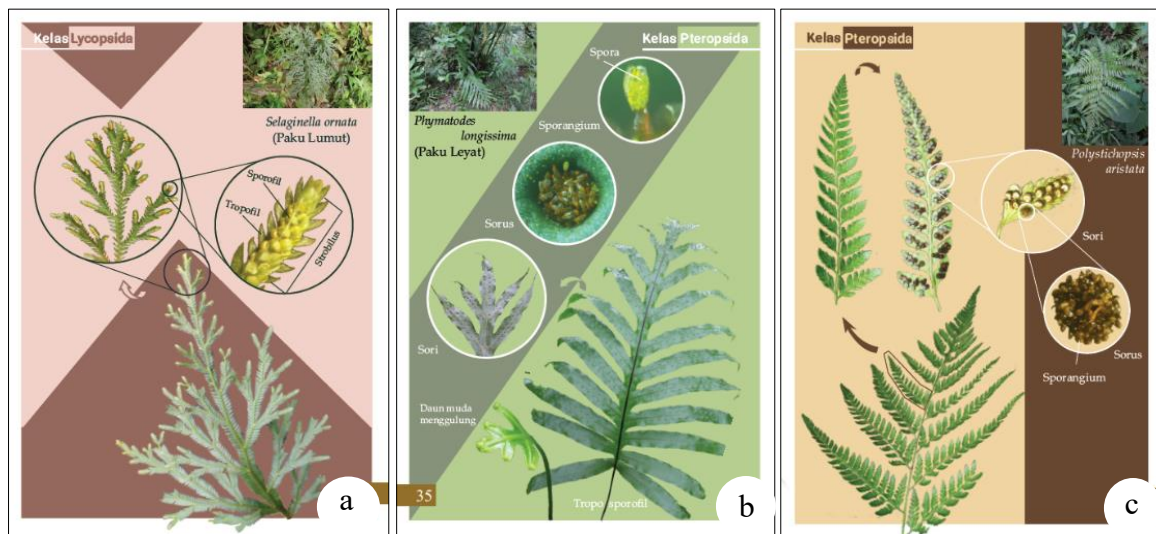 Kelas Lycopsida
Selaginella ornata
(Paku Lumut)
Sporofil
Tropofil
Strobilus
a
Kelas Pteropsida
Spora
Phymatodes
longissima
(Paku Leyat)
Sporangium
Sorus
Sori
Daun muda
menggulung
Tropo sporofil
35
b
Kelas Pteropsida
Polystichopsis
aristata
Sori
Sorus
Sporangium
c